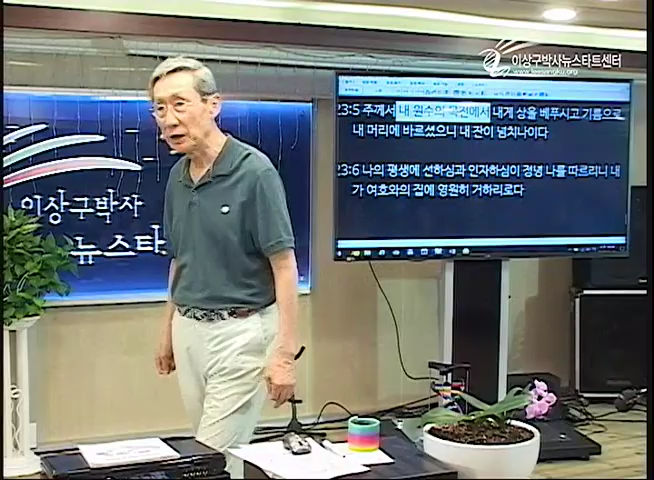 이상구박사뉴스타트센터
23:5 주께서 내 원수의 목전에서 내게 상을 베푸시고 기름으로
내 머리에 바르셨으니 내 잔이 넘치나이다
23:6 나의 평생에 선하심과 인자하심이 정녕 나를 따르리니 내
가 여호와의 집에 영원히 거하리로다
이상구박사
뉴스타트